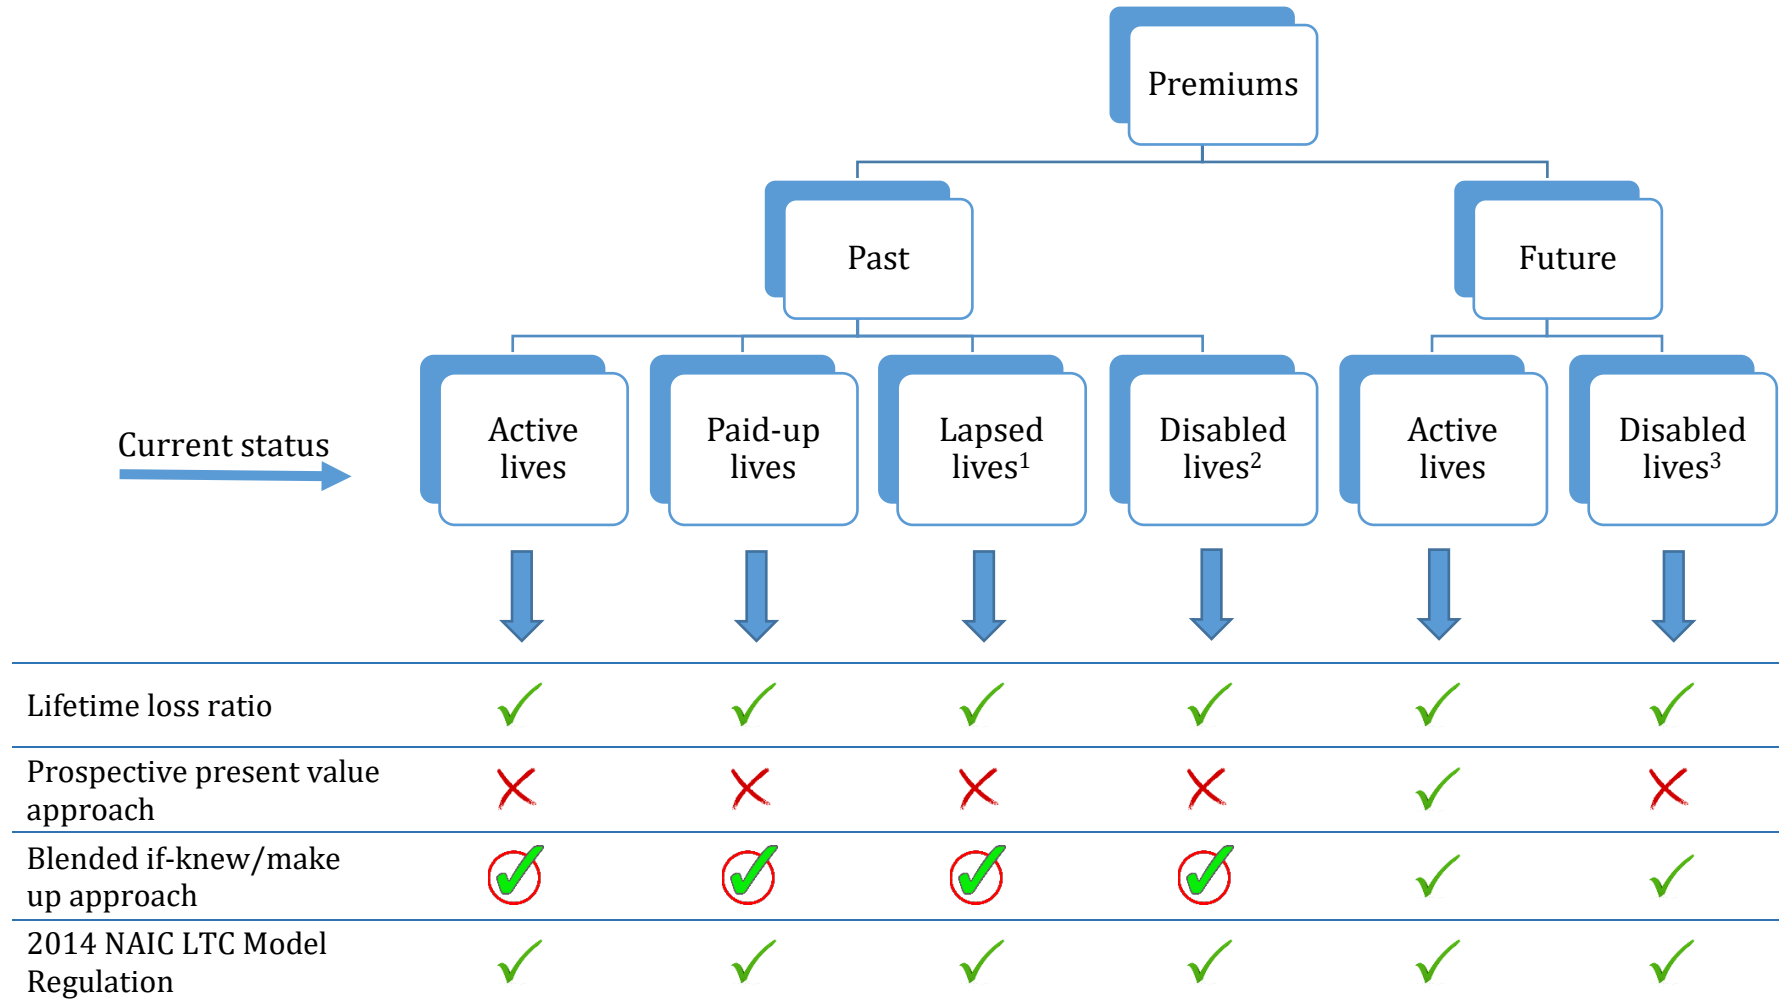 Premiums
Past
Future
Current status
Active
lives
Paid-up
lives
Lapsed
lives¹
Disabled
lives²
Active
lives
Disabled
lives³
Lifetime loss ratio
Prospective present value
approach
Blended if-knew/make
up approach
2014 NAIC LTC Model
Regulation